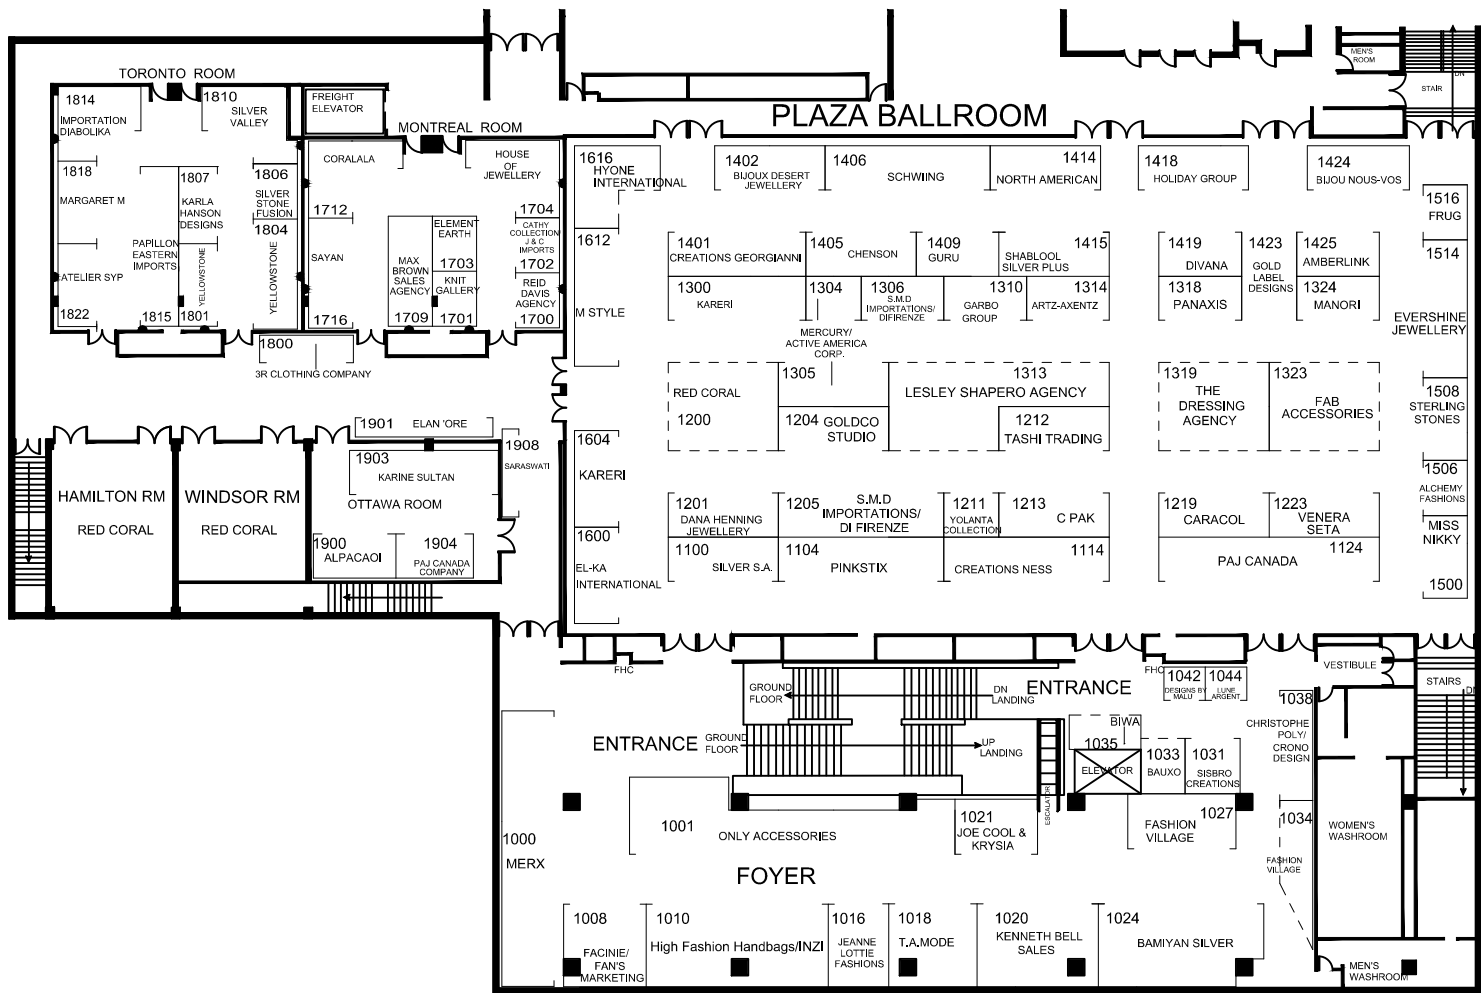 TORONTO ROOM
1814
IMPORTATION
DIABOLIKA
1810
SILVER
VALLEY
1818
MARGARET M
1807
KARLA
HANSON
DESIGNS
1806
SILVER
STONE
FUSION
1804
YELLOWSTONE
PAPILLON
EASTERN
IMPORTS
YELLOWSTONE
ATELIER SYP
1822
1815
1801
FREIGHT
ELEVATOR
MONTREAL ROOM
CORALALA
HOUSE
OF
JEWELLERY
1712
1704
CATHY
COLLECTION/
J & C
IMPORTS
ELEMENT
EARTH
SAYAN
MAX
BROWN
SALES
AGENCY
1703
KNIT
GALLERY
1702
REID
DAVIS
AGENCY
1716
1709
1701
1700
1800
3R CLOTHING COMPANY
1901 ELAN 'ORE
1903
KARINE SULTAN
OTTAWA ROOM
1900
ALPACAOI
1904
PAJ CANADA
COMPANY
1908
SARASWATI
HAMILTON RM
RED CORAL
WINDSOR RM
RED CORAL
MEN'S
ROOM
STAIR
DN
PLAZA BALLROOM
1616
HYONE
INTERNATIONAL
1402
BIJOUX DESERT
JEWELLERY
1406
SCHWIING
1414
NORTH AMERICAN
1418
HOLIDAY GROUP
1424
BIJOU NOUS-VOS
1516
FRUG
1612
M STYLE
1401
CREATIONS GEORGIANNI
1405
CHENSON
1409
GURU
1415
SHABLOOL
SILVER PLUS
1419
DIVANA
1423
GOLD
LABEL
DESIGNS
1425
AMBERLINK
1514
EVERSHINE
JEWELLERY
1300
KARERI
1304
MERCURY/
ACTIVE AMERICA
CORP.
1306
S.M.D
IMPORTATIONS/
DIFIRENZE
1310
GARBO
GROUP
1314
ARTZ-AXENTZ
1318
PANAXIS
1324
MANORI
RED CORAL
1200
1305
1204 GOLDCO
STUDIO
1313
LESLEY SHAPERO AGENCY
1212
TASHI TRADING
1319
THE
DRESSING
AGENCY
1323
FAB
ACCESSORIES
1508
STERLING
STONES
1604
KARERI
1506
ALCHEMY
FASHIONS
1201
DANA HENNING
JEWELLERY
1205
S.M.D
IMPORTATIONS/
DI FIRENZE
1211
YOLANTA
COLLECTION
1213
C PAK
1219
CARACOL
1223
VENERA
SETA
MISS
NIKKY
1500
1600
EL-KA
INTERNATIONAL
1100
SILVER S.A.
1104
PINKSTIX
1114
CREATIONS NESS
1124
PAJ CANADA
FHC
FHC
GROUND
FLOOR
DN
LANDING
ENTRANCE
ENTRANCE
GROUND
FLOOR
UP
LANDING
1042
DESIGNS BY
MALU
1044
LUNE
ARGENT
VESTIBULE
STAIRS
DN
1038
CHRISTOPHE
POLY/
CRONO
DESIGN
BIWA
1035
ELEVATOR
1033
BAUXO
1031
SISBRO
CREATIONS
ESCALATOR
1000
MERX
1001
ONLY ACCESSORIES
1021
JOE COOL &
KRYSIA
1027
FASHION
VILLAGE
1034
FASHION
VILLAGE
WOMEN'S
WASHROOM
FOYER
1008
FACINIE/
FAN'S
MARKETING
1010
High Fashion Handbags/INZI
1016
JEANNE
LOTTIE
FASHIONS
1018
T.A.MODE
1020
KENNETH BELL
SALES
1024
BAMIYAN SILVER
MEN'S
WASHROOM